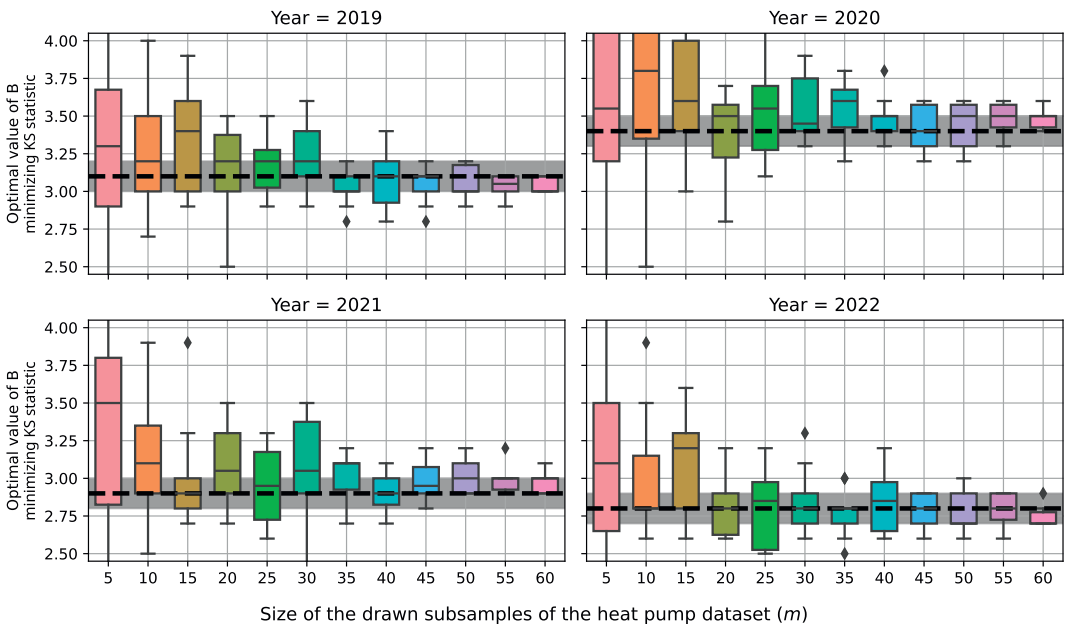 Year = 2019
Year = 2020
Optimal value of B
minimizing KS statistic
4.00
3.75
3.50
3.25
3.00
2.75
2.50
Year = 2021
Year = 2022
Optimal value of B
minimizing KS statistic
4.00
3.75
3.50
3.25
3.00
2.75
2.50
5 10 15 20 25 30 35 40 45 50 55 60
5 10 15 20 25 30 35 40 45 50 55 60
Size of the drawn subsamples of the heat pump dataset (m)